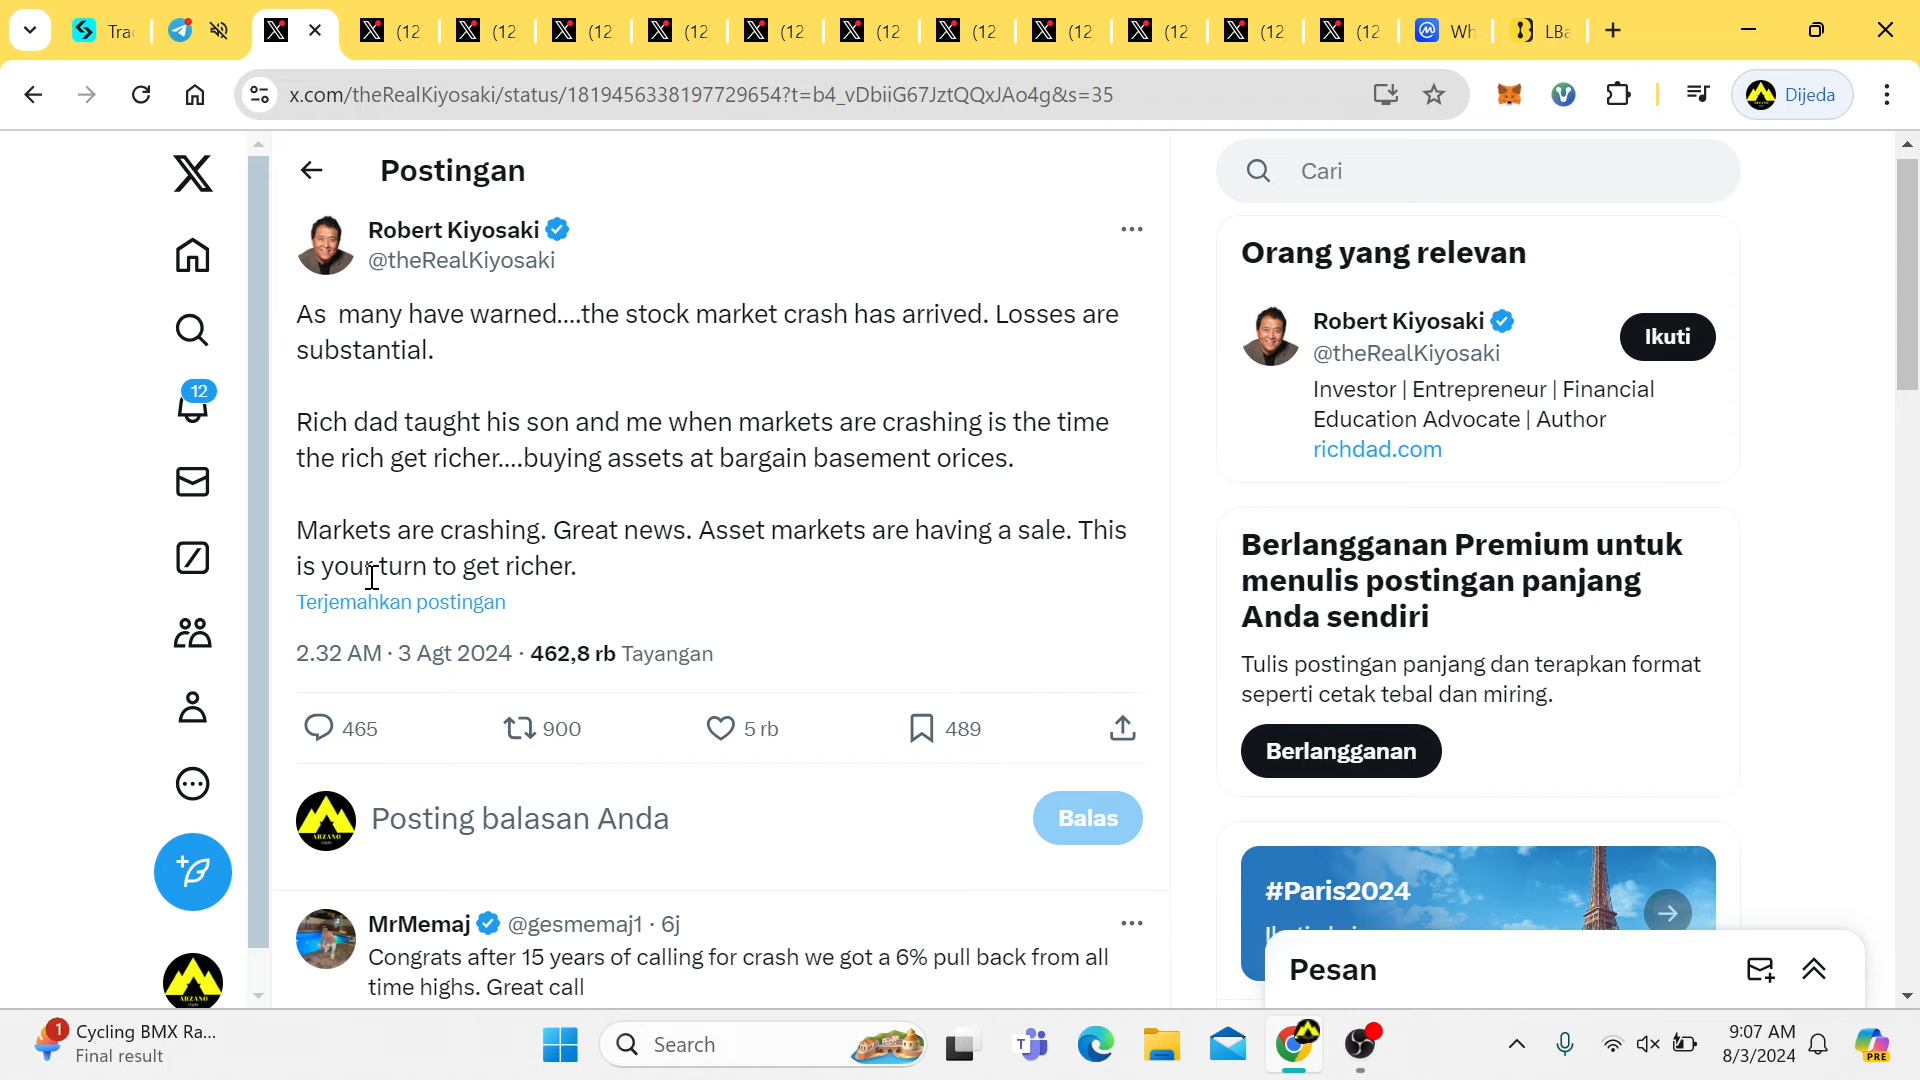 Tra
(12
(12
(12
(12
(12
(12
(12
(12
(12
(12
(12
Wh
LBa
x.com/theRealKiyosaki/status/1819456338197729654?t=b4_vDbiiG67JztQQxJAo4g&s=35
Dijeda
Postingan
Robert Kiyosaki
@theRealKiyosaki
As many have warned....the stock market crash has arrived. Losses are
substantial.
Rich dad taught his son and me when markets are crashing is the time
the rich get richer....buying assets at bargain basement orices.
Markets are crashing. Great news. Asset markets are having a sale. This
is your turn to get richer.
Terjemahkan postingan
2.32 AM · 3 Agt 2024 · 462,8 rb Tayangan
465
900
5 rb
489
Posting balasan Anda
Balas
MrMemaj @gesmemaj1 · 6j
Congrats after 15 years of calling for crash we got a 6% pull back from all
time highs. Great call
12
ARZANO
ARZANO
Cari
Orang yang relevan
Robert Kiyosaki
@theRealKiyosaki
Ikuti
Investor | Entrepreneur | Financial
Education Advocate | Author
richdad.com
Berlangganan Premium untuk
menulis postingan panjang
Anda sendiri
Tulis postingan panjang dan terapkan format
seperti cetak tebal dan miring.
Berlangganan
#Paris2024
Pesan
1
Cycling BMX Ra...
Final result
Search
9:07 AM
8/3/2024
PRE